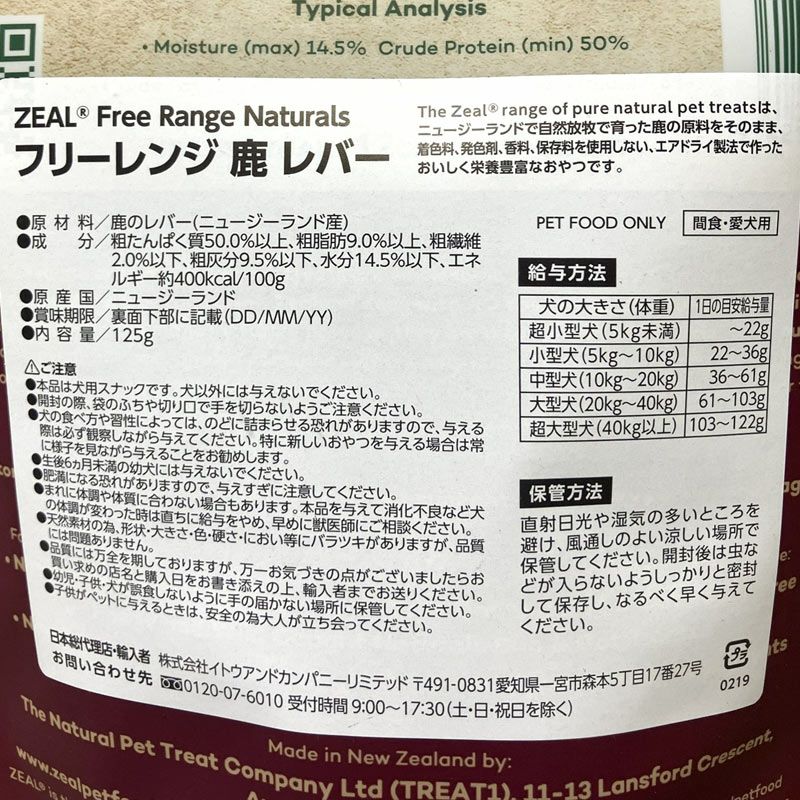 Typical Analysis
• Moisture (max) 14.5% Crude Protein (min) 50%
ZEAL® Free Range Naturals
フリーレンジ 鹿 レバー
The Zeal® range of pure natural pet treatsは、
ニュージーランドで自然放牧で育った鹿の原料をそのまま、
着色料、発色剤、香料、保存料を使用しない、エアドライ製法で作った
おいしく栄養豊富なおやつです。
●原材料／鹿のレバー(ニュージーランド産)
●成分／粗たんぱく質50.0%以上、粗脂肪9.0%以上、粗繊維
2.0%以下、粗灰分9.5%以下、水分14.5%以下、エネ
ルギー約400kcal/100g
●原産国／ニュージーランド
●賞味期限／裏面下部に記載(DD/MM/YY)
●内容量／125g
⚠ご注意
●本品は犬用スナックです。犬以外には与えないでください。
●開封の際、袋のふちや切り口で手を切らないようご注意ください。
●犬の食べ方や習性によっては、のどに詰まらせる恐れがありますので、与える
際は必ず観察しながら与えてください。特に新しいおやつを与える場合は常
に様子を見ながら与えることをお勧めします。
●生後6ヵ月未満の幼犬には与えないでください。
●肥満になる恐れがありますので、与えすぎに注意してください。
●まれに体調や体質に合わない場合もあります。本品を与えて消化不良など犬
の体調が変わった時は直ちに給与をやめ、早めに獣医師にご相談ください。
●天然素材の為、形状・大きさ・色・硬さ・におい等にバラツキがありますが、品質
には問題ありません。
●品質には万全を期しておりますが、万一お気づきの点がございましたらお
買い求めの店名と購入日をお書き添えの上、輸入者までお送りください。
●幼児・子供・犬が誤食しないように手の届かない場所に保管してください。
●子供がペットに与えるときは、安全の為大人が立ち会ってください。
PET FOOD ONLY 間食・愛犬用
給与方法
犬の大きさ(体重) 1日の目安給与量
超小型犬(5kg未満) ～22g
小型犬(5kg～10kg) 22～36g
中型犬(10kg～20kg) 36～61g
大型犬(20kg～40kg) 61～103g
超大型犬(40kg以上) 103～122g
保管方法
直射日光や湿気の多いところを
避け、風通しのよい涼しい場所で
保管してください。開封後は虫な
どが入らないようしっかりと密封
して保存し、なるべく早く与えて
ください。
日本総代理店・輸入者 株式会社イトウアンドカンパニーリミテッド 〒491-0831愛知県一宮市森本5丁目17番27号
お問い合わせ先 0120-07-6010 受付時間 9:00～17:30(土・日・祝日を除く)
プラ
0219
Made in New Zealand by:
The Natural Pet Treat Company Ltd (TREAT1), 11-13 Lansford Crescent,
www.zealpetfo
ZEAL® is